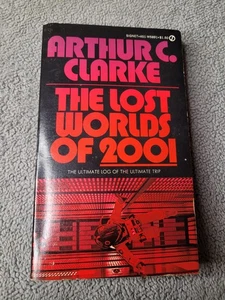 ARTHUR C.
CLARKE
THE LOST
WORLDS
OF 2001
THE ULTIMATE LOG OF THE ULTIMATE TRIP